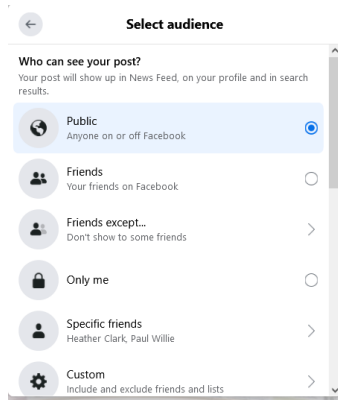 Select audience
Who can see your post?
Your post will show up in News Feed, on your profile and in search
results.
Public
Anyone on or off Facebook
Friends
Your friends on Facebook
Friends except...
Don't show to some friends
Only me
Specific friends
Heather Clark, Paul Willie
Custom
Include and exclude friends and lists